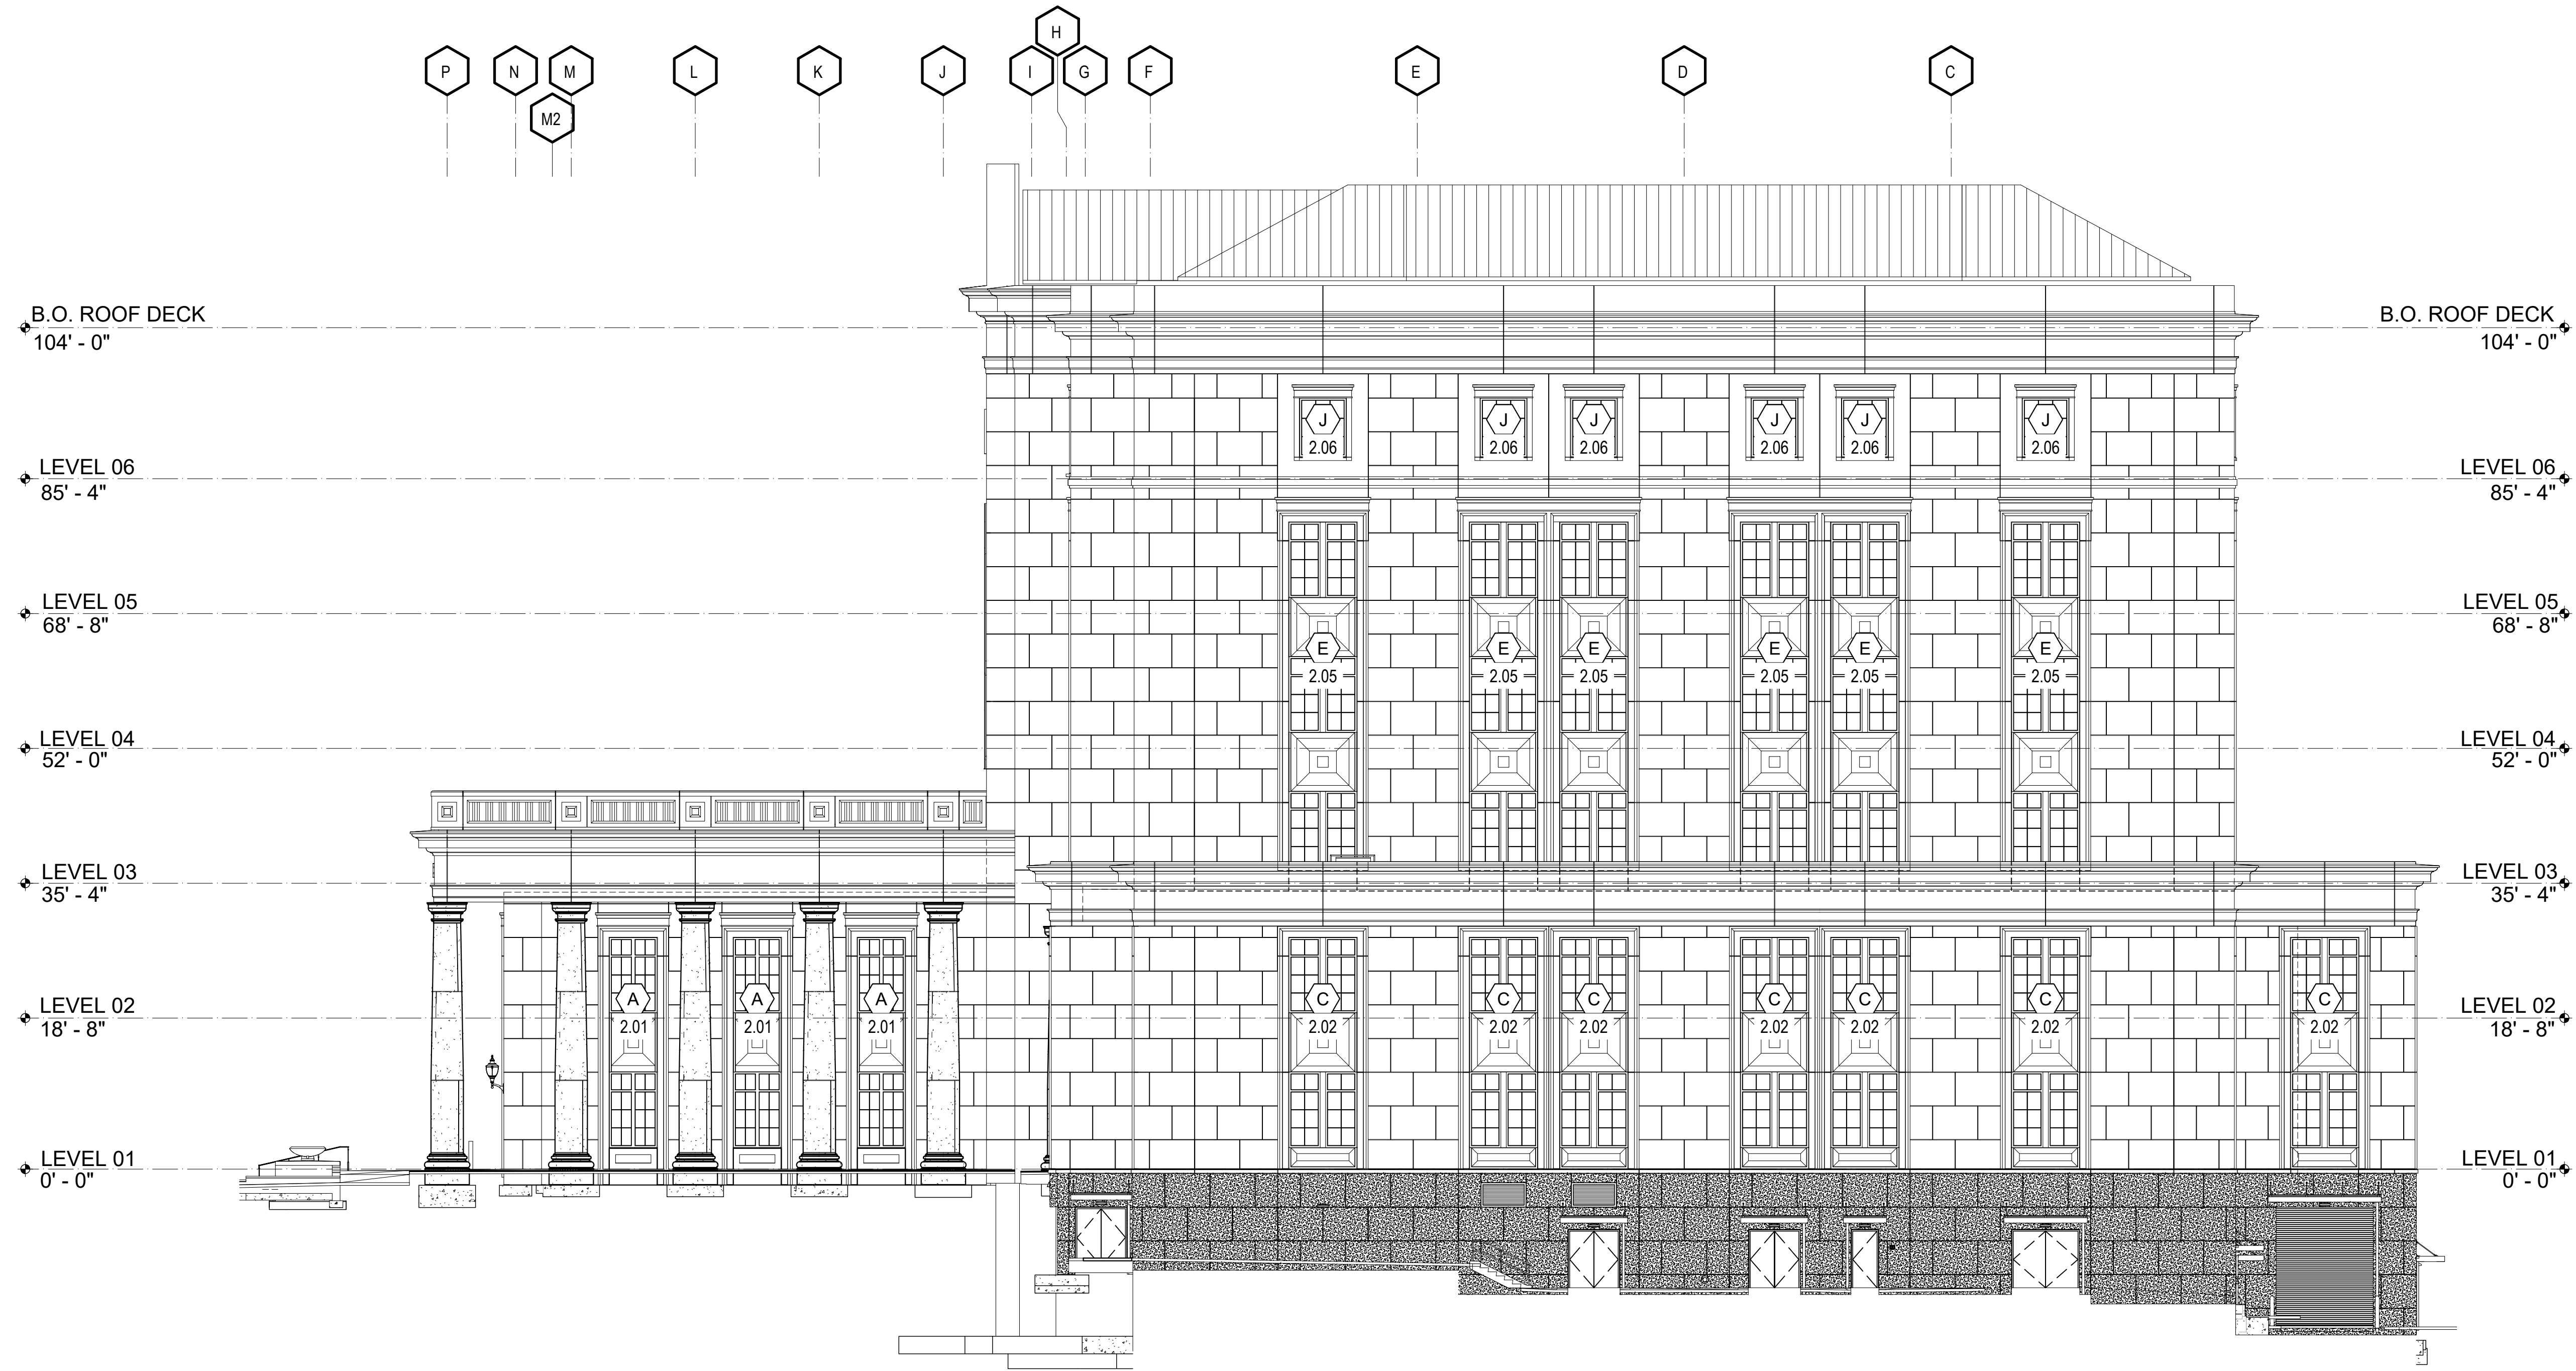 H
P N M L K J I G F E D C
M2
B.O. ROOF DECK B.O. ROOF DECK
104' - 0" 104' - 0"
J J J J J J
2.06 2.06 2.06 2.06 2.06 2.06
LEVEL 06 LEVEL 06
85' - 4" 85' - 4"
LEVEL 05 LEVEL 05
68' - 8" 68' - 8"
E E E E E E
2.05 2.05 2.05 2.05 2.05 2.05
LEVEL 04 LEVEL 04
52' - 0" 52' - 0"
LEVEL 03 LEVEL 03
35' - 4" 35' - 4"
A A A C C C C C C C
LEVEL 02 LEVEL 02
18' - 8" 2.01 2.01 2.01 2.02 2.02 2.02 2.02 2.02 2.02 2.02 18' - 8"
LEVEL 01 LEVEL 01
0' - 0" 0' - 0"